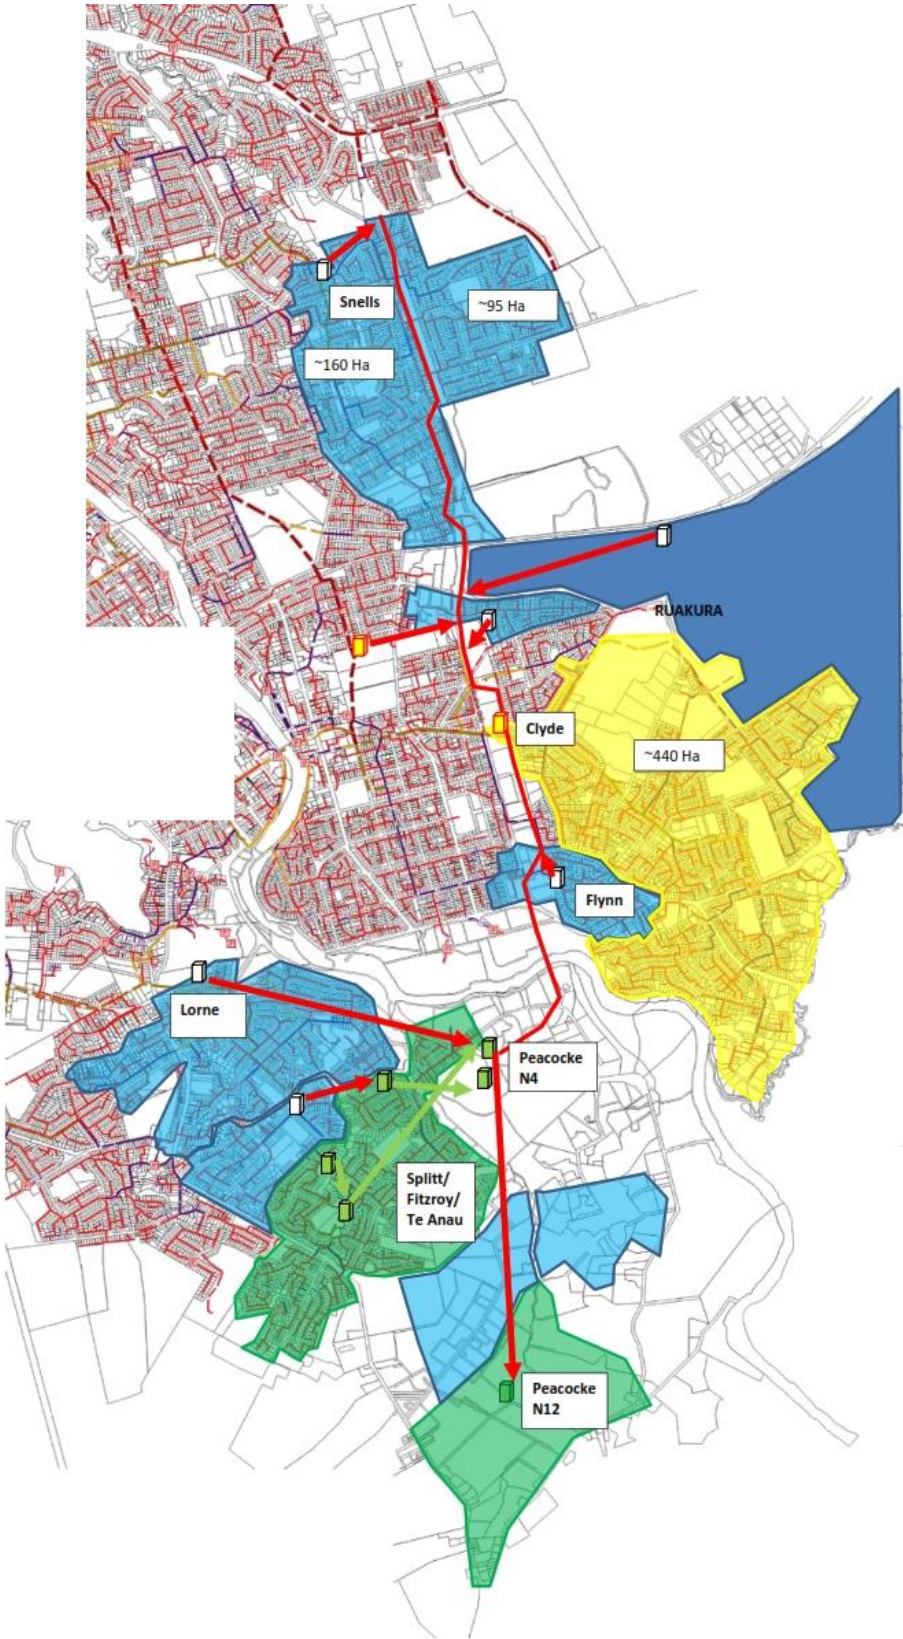 Snells
~95 Ha
~160 Ha
RUAKURA
Clyde
~440 Ha
Flynn
Lorne
Peacocke
N4
Splitt/
Fitzroy/
Te Anau
Peacocke
N12